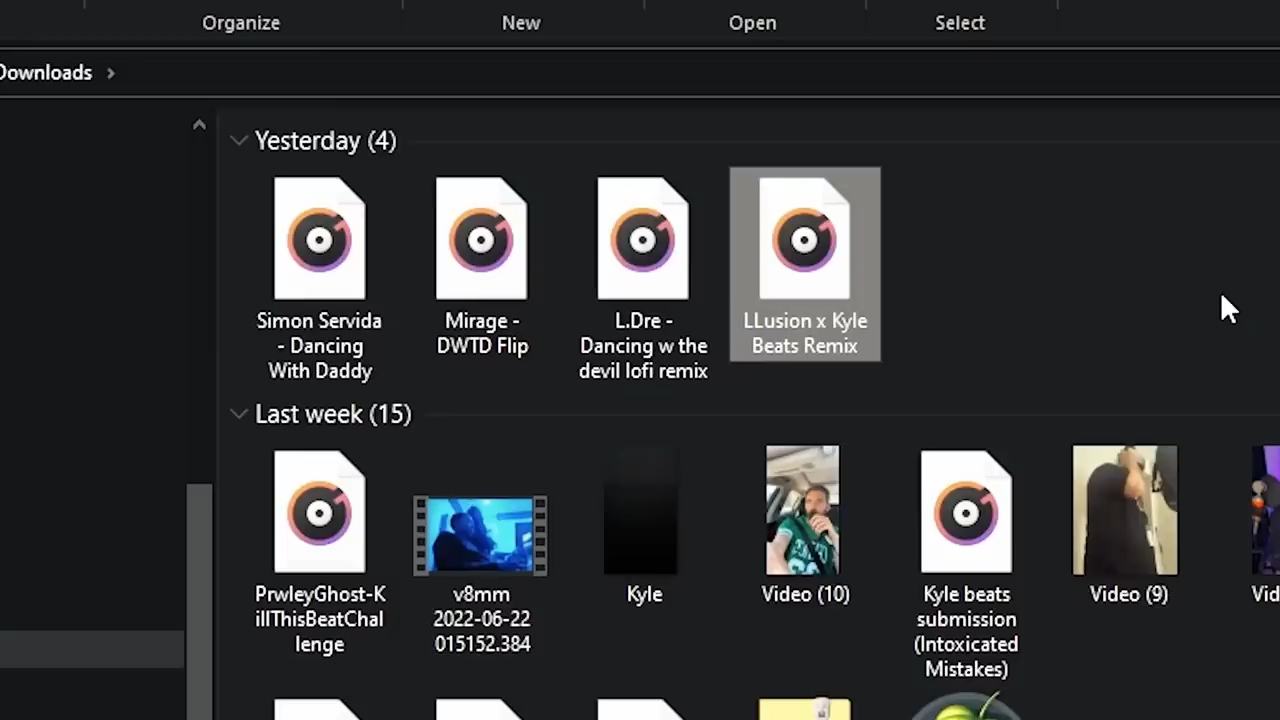 Organize
New
Open
Select
Downloads
Yesterday (4)
Simon Servida
- Dancing
With Daddy
Mirage -
DWTD Flip
L.Dre -
Dancing w the
devil lofi remix
LLusion x Kyle
Beats Remix
Last week (15)
PrwleyGhost-K
illThisBeatChal
lenge
v8mm
2022-06-22
015152.384
Kyle
Video (10)
Kyle beats
submission
(Intoxicated
Mistakes)
Video (9)
Vid